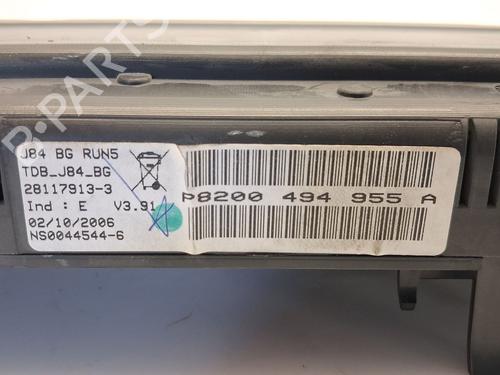 B-PARTS
J84 BG RUN5
TDB_J84_BG
28117913-3
Ind : E V3.91
02/10/2006
NS0044544-6
P8200 494 955 A